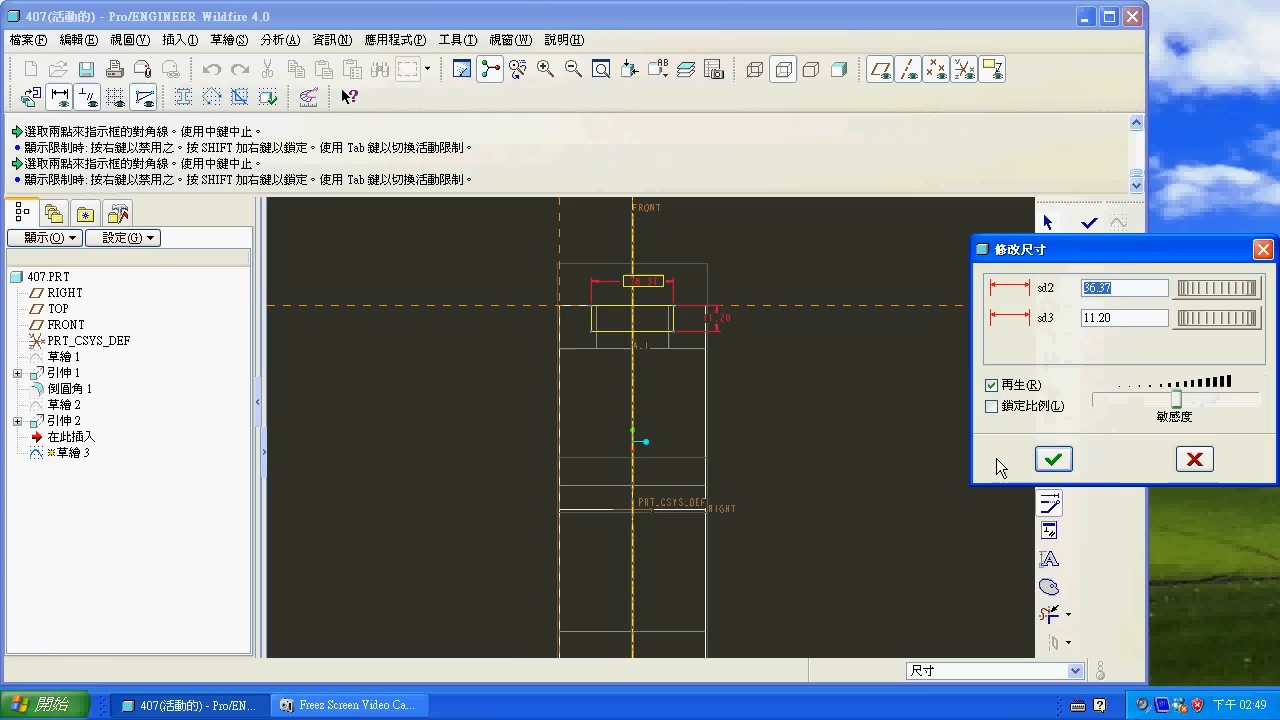 407(活動的) - Pro/ENGINEER Wildfire 4.0
檔案(F) 編輯(E) 視圖(V) 插入(I) 草繪(S) 分析(A) 資訊(N) 應用程式(P) 工具(T) 視窗(W) 說明(H)
選取兩點來指示框的對角線。使用中鍵中止。
顯示限制時: 按右鍵以禁用之。按 SHIFT 加右鍵以鎖定。使用 Tab 鍵以切換活動限制。
選取兩點來指示框的對角線。使用中鍵中止。
顯示限制時: 按右鍵以禁用之。按 SHIFT 加右鍵以鎖定。使用 Tab 鍵以切換活動限制。
顯示(O) 設定(G)
407.PRT
RIGHT
TOP
FRONT
PRT_CSYS_DEF
草繪 1
引伸 1
倒圓角 1
草繪 2
引伸 2
在此插入
草繪 3
FRONT
A_1
PRT_CSYS_DEF
RIGHT
修改尺寸
sd2 36.37
sd3 11.20
再生(R)
鎖定比例(L)
敏感度
尺寸
開始
407(活動的) - Pro/EN...
Freez Screen Video Ca...
下午 02:49